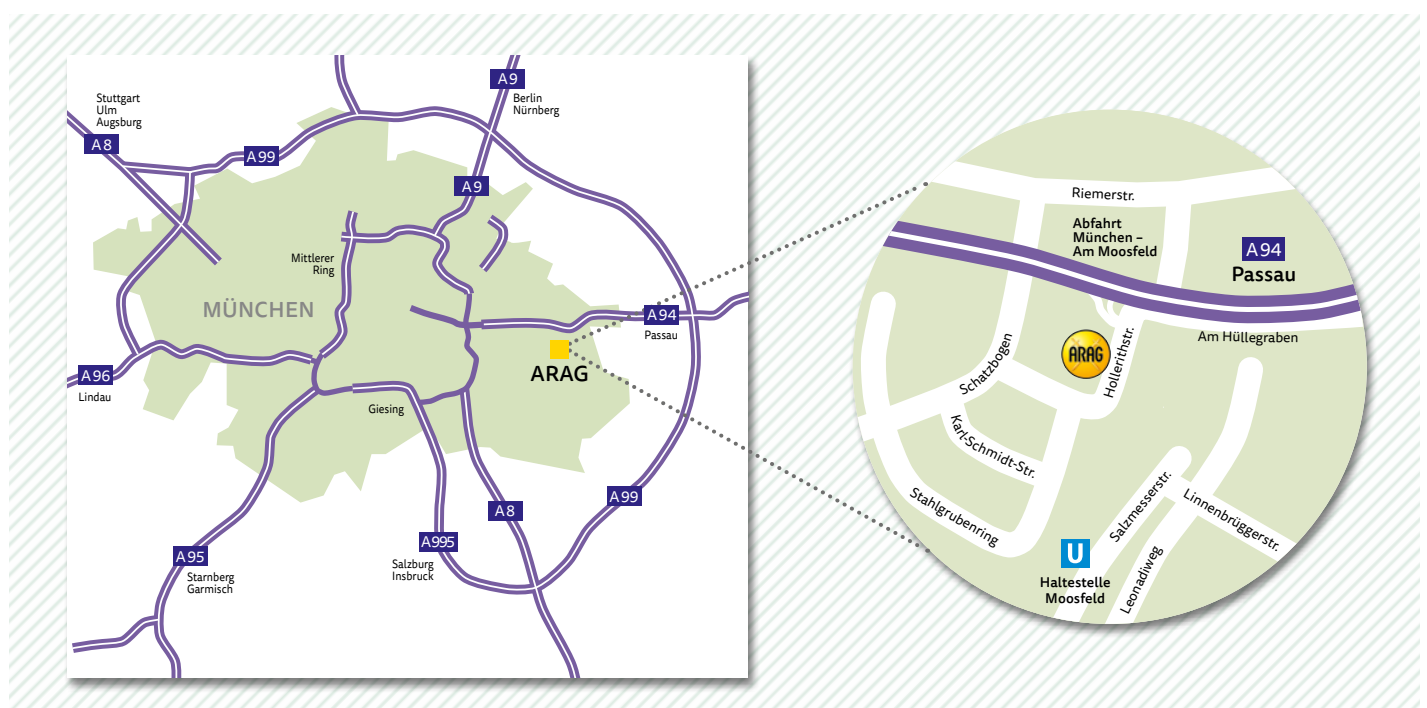 A9
Berlin
Nürnberg
Stuttgart
Ulm
Augsburg
A8
A99
A9
Mittlerer
Ring
MÜNCHEN
A94
Passau
ARAG
A96
Lindau
Giesing
A99
A8
A995
Salzburg
Insbruck
A95
Starnberg
Garmisch
Riemerstr.
Abfahrt
München –
Am Moosfeld
A94
Passau
Am Hüllegraben
ARAG
Hollerithstr.
Schatzbogen
Karl-Schmidt-Str.
Stahlgrubenring
Salzmesserstr.
Linnenbrüggerstr.
Leonadiweg
U
Haltestelle
Moosfeld